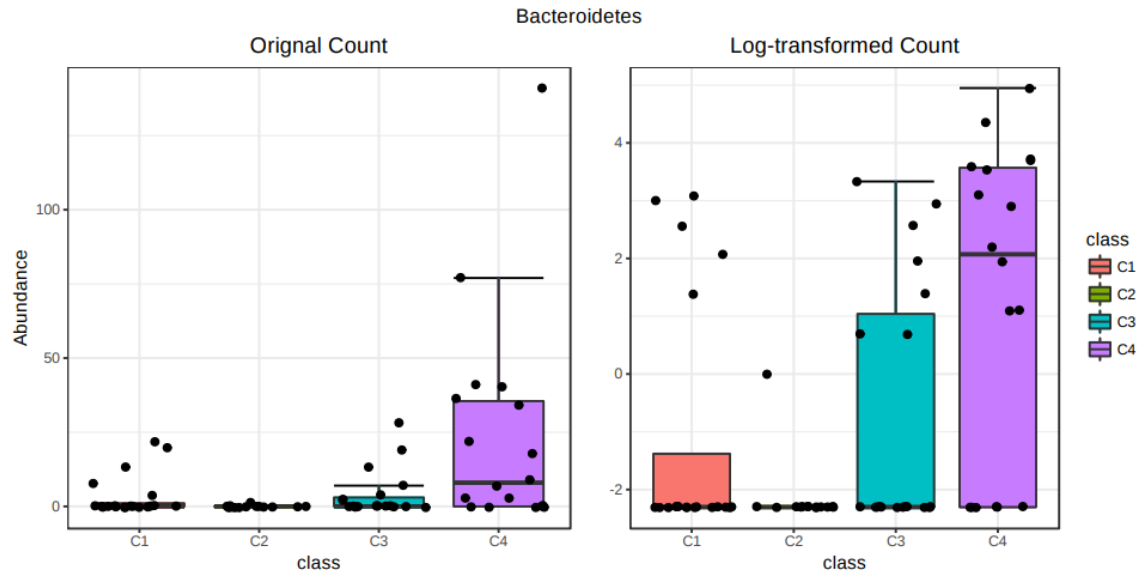 Bacteroidetes
Orignal Count
Log-transformed Count
Abundance
100
50
0
C1
C2
C3
C4
class
4
2
0
-2
C1
C2
C3
C4
class
class
C1
C2
C3
C4